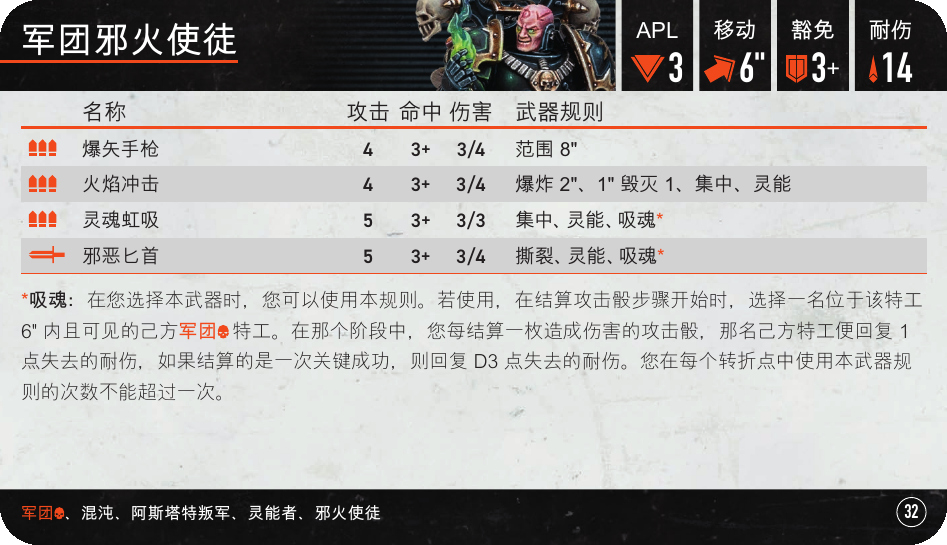 军团邪火使徒
APL 移动 豁免 耐伤
3 6" 3+ 14
名称 攻击 命中 伤害 武器规则
爆矢手枪 4 3+ 3/4 范围 8"
火焰冲击 4 3+ 3/4 爆炸 2"、1" 毁灭 1、集中、灵能
灵魂虹吸 5 3+ 3/3 集中、灵能、吸魂*
邪恶匕首 5 3+ 3/4 撕裂、灵能、吸魂*
*吸魂：在您选择本武器时，您可以使用本规则。若使用，在结算攻击骰步骤开始时，选择一名位于该特工
6" 内且可见的己方军团特工。在那个阶段中，您每结算一枚造成伤害的攻击骰，那名己方特工便回复 1
点失去的耐伤，如果结算的是一次关键成功，则回复 D3 点失去的耐伤。您在每个转折点中使用本武器规
则的次数不能超过一次。
军团、混沌、阿斯塔特叛军、灵能者、邪火使徒
32